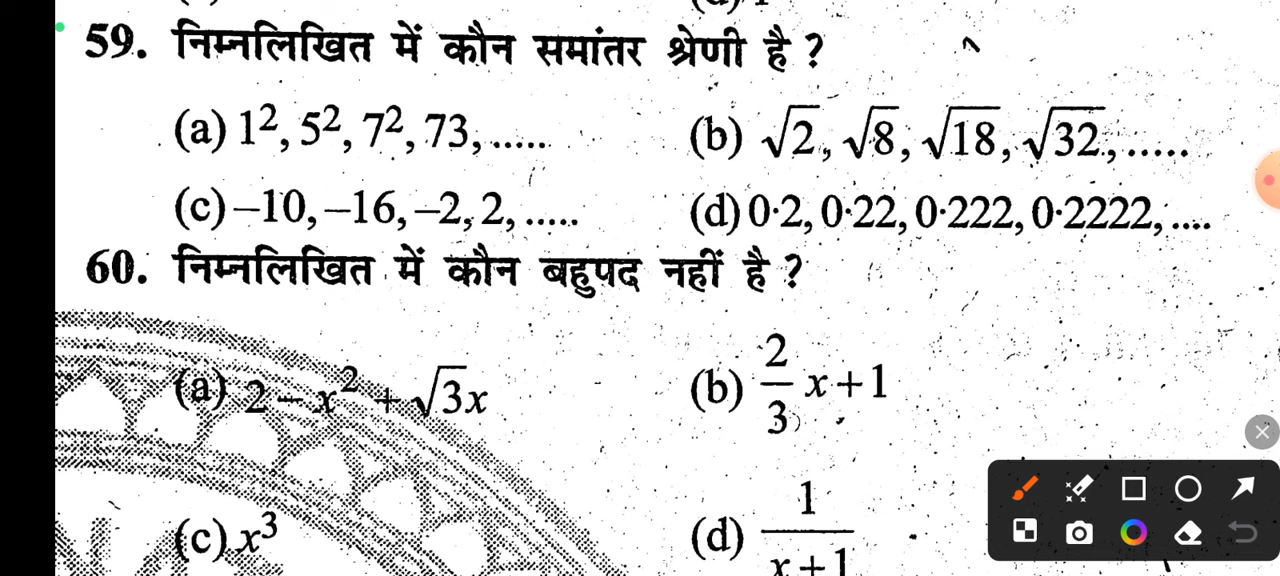 59. निम्नलिखित में कौन समांतर श्रेणी है ?
(a) 1², 5², 7², 73, ..... (b) √2, √8, √18, √32, .....
(c) –10, –16, –2, 2, ..... (d) 0·2, 0·22, 0·222, 0·2222, ....
60. निम्नलिखित में कौन बहुपद नहीं है ?
(a) 2 – x² + √3x (b) 2/3 x + 1
(c) x³ (d) 1/(x + 1)